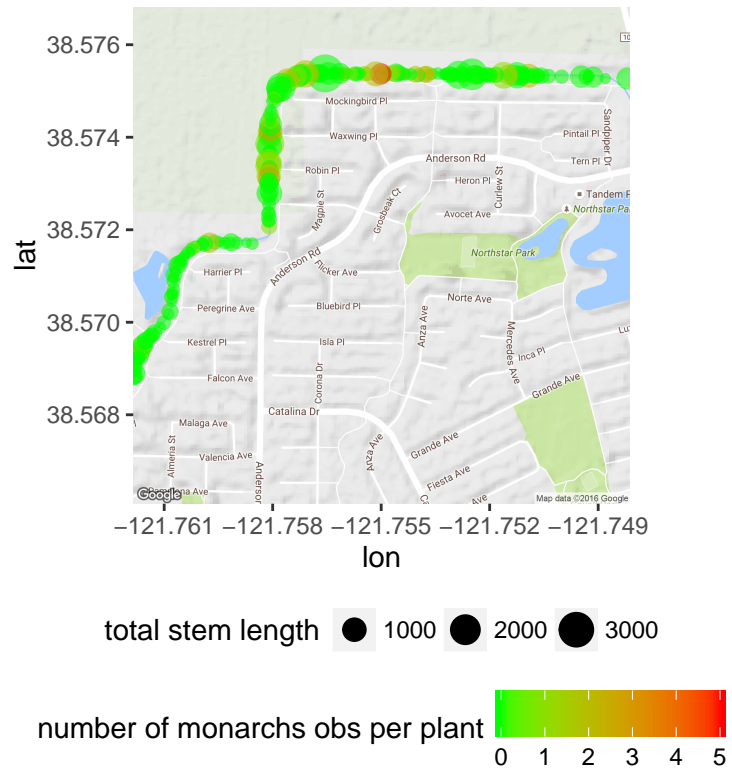 38.576
38.574
38.572
38.570
38.568
lat
10
Mockingbird Pl
Waxwing Pl
Sandpiper Dr
Pintail Pl
Anderson Rd
Tern Pl
Robin Pl
Heron Pl
Curlew St
Magpie St
Grosbeak Ct
Tandem P
Northstar Par
Avocet Ave
Northstar Park
Anderson Rd
Flicker Ave
Harrier Pl
Norte Ave
Peregrine Ave
Bluebird Pl
Anza Ave
Mercedes Ave
Lu
Kestrel Pl
Isla Pl
Inca Pl
Falcon Ave
Corona Dr
Grande Ave
Catalina Dr
Malaga Ave
Almeria St
Anza Ave
Grande Ave
Valencia Ave
Anderson
Fiesta Ave
Ave
Ca
Google
Map data ©2016 Google
−121.761 −121.758 −121.755 −121.752 −121.749
lon
total stem length 1000 2000 3000
number of monarchs obs per plant
0 1 2 3 4 5